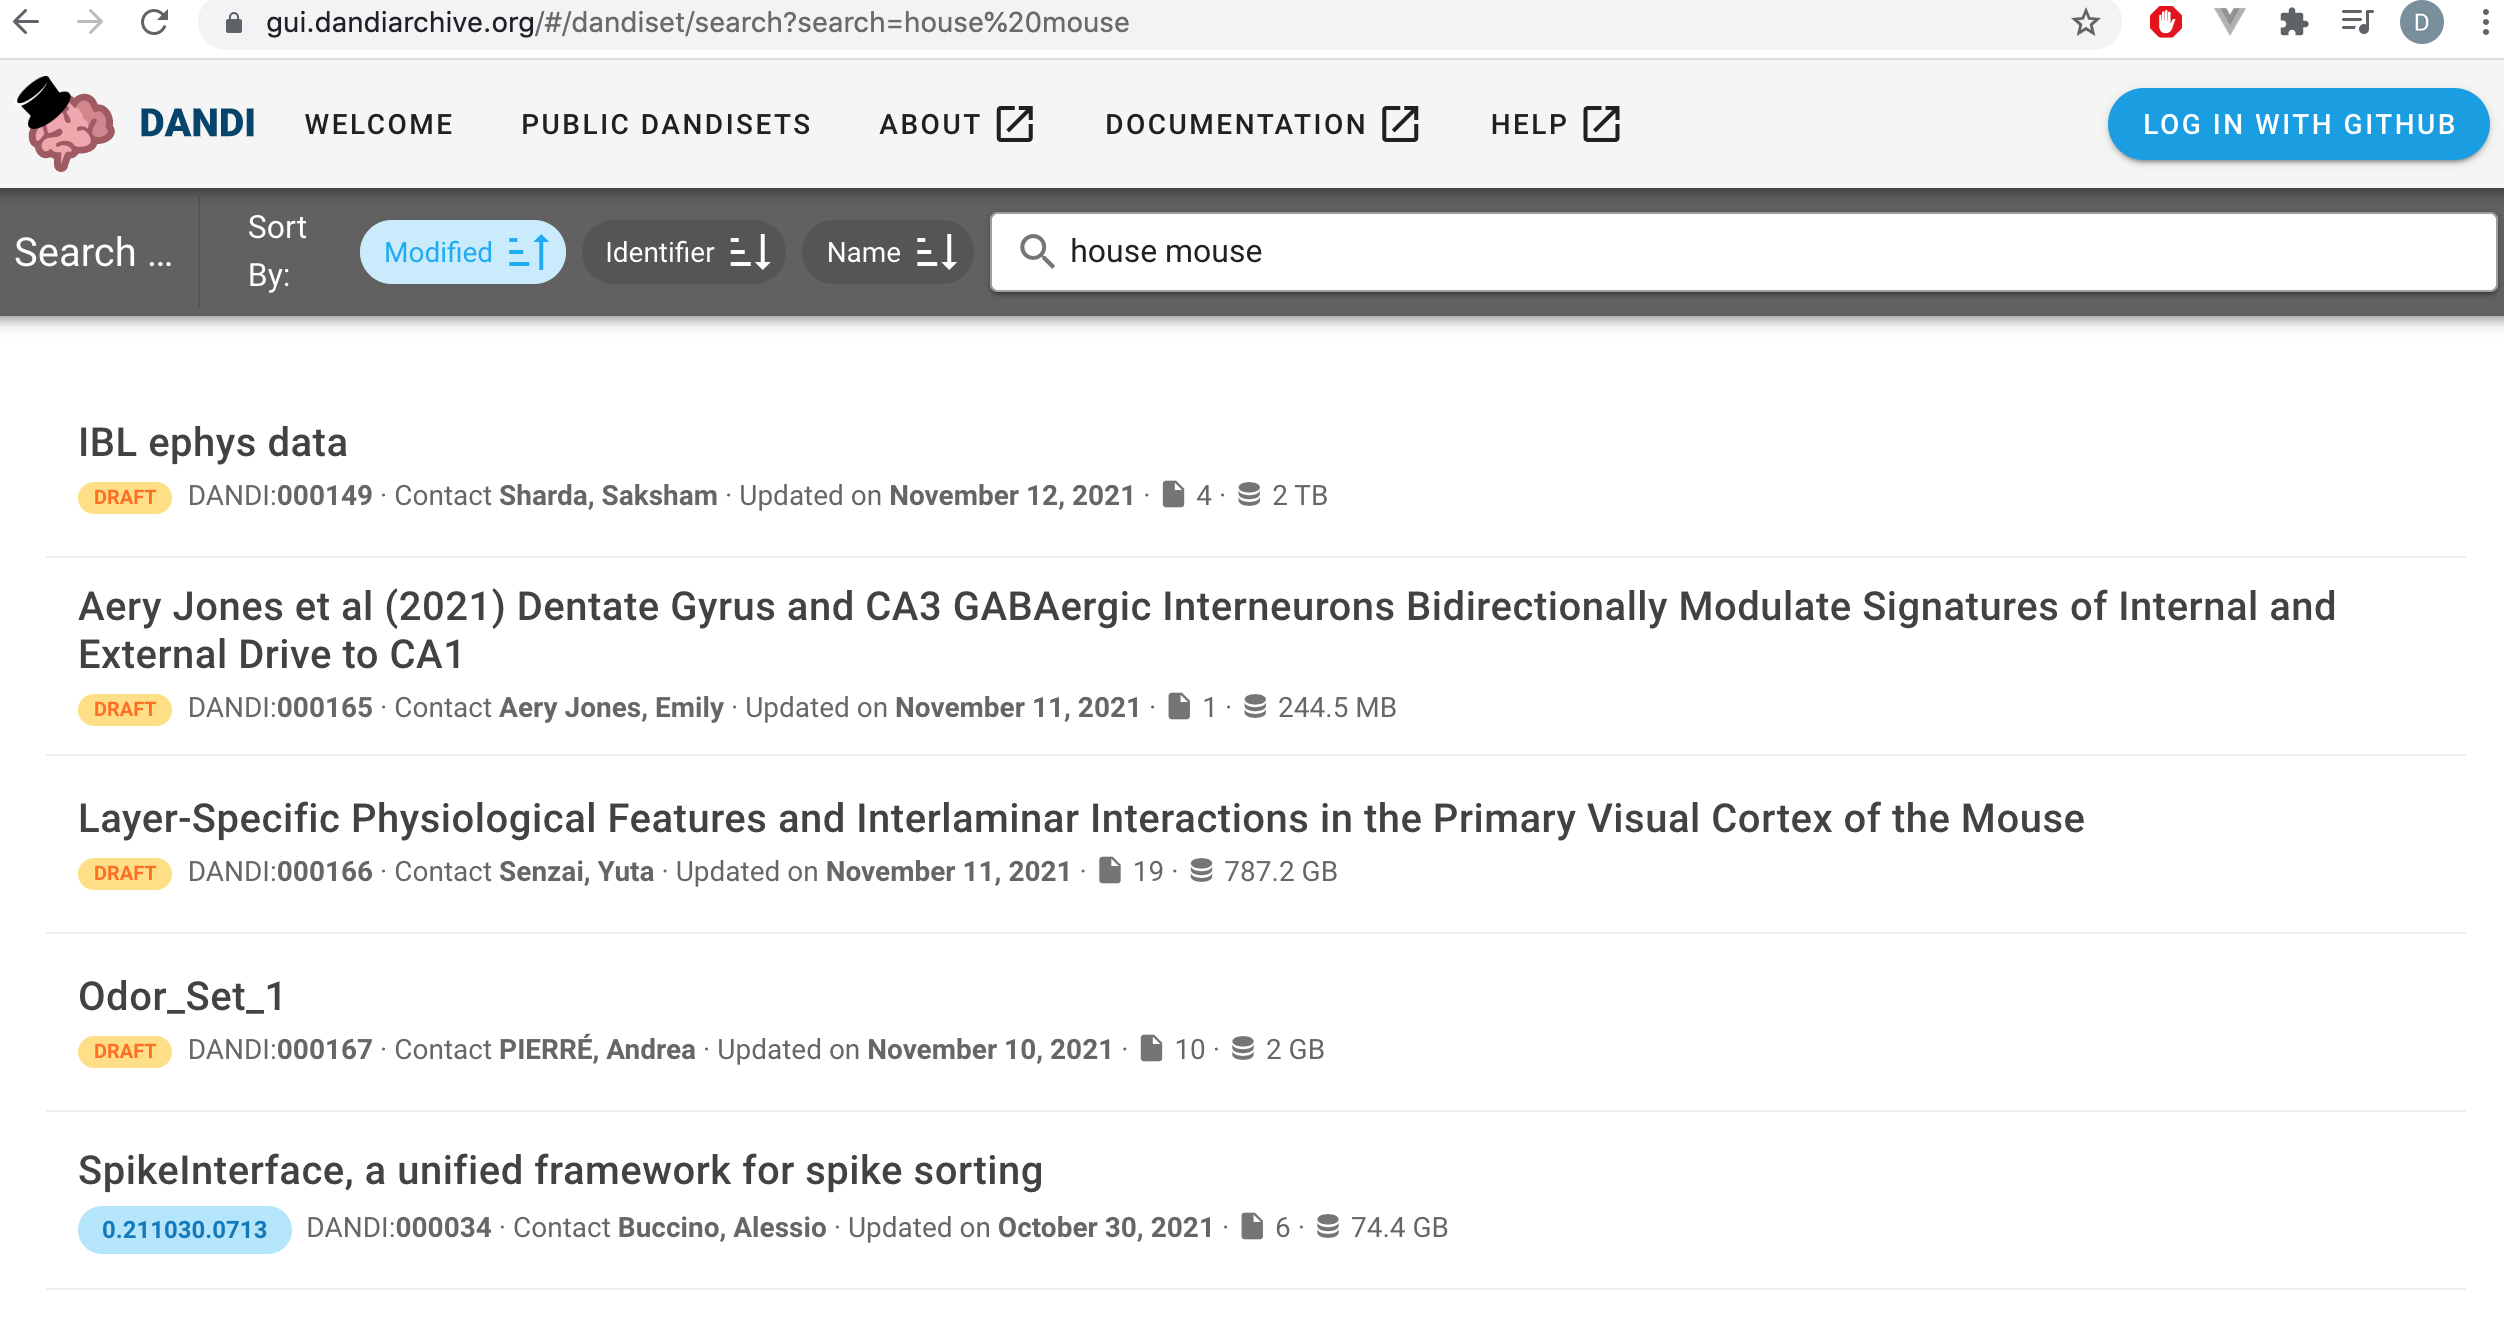 gui.dandiarchive.org/#/dandiset/search?search=house%20mouse
D
DANDI WELCOME PUBLIC DANDISETS ABOUT DOCUMENTATION HELP LOG IN WITH GITHUB
Search ... Sort By: Modified Identifier Name house mouse
IBL ephys data
DRAFT DANDI:000149 · Contact Sharda, Saksham · Updated on November 12, 2021 · 4 · 2 TB
Aery Jones et al (2021) Dentate Gyrus and CA3 GABAergic Interneurons Bidirectionally Modulate Signatures of Internal and
External Drive to CA1
DRAFT DANDI:000165 · Contact Aery Jones, Emily · Updated on November 11, 2021 · 1 · 244.5 MB
Layer-Specific Physiological Features and Interlaminar Interactions in the Primary Visual Cortex of the Mouse
DRAFT DANDI:000166 · Contact Senzai, Yuta · Updated on November 11, 2021 · 19 · 787.2 GB
Odor_Set_1
DRAFT DANDI:000167 · Contact PIERRÉ, Andrea · Updated on November 10, 2021 · 10 · 2 GB
SpikeInterface, a unified framework for spike sorting
0.211030.0713 DANDI:000034 · Contact Buccino, Alessio · Updated on October 30, 2021 · 6 · 74.4 GB